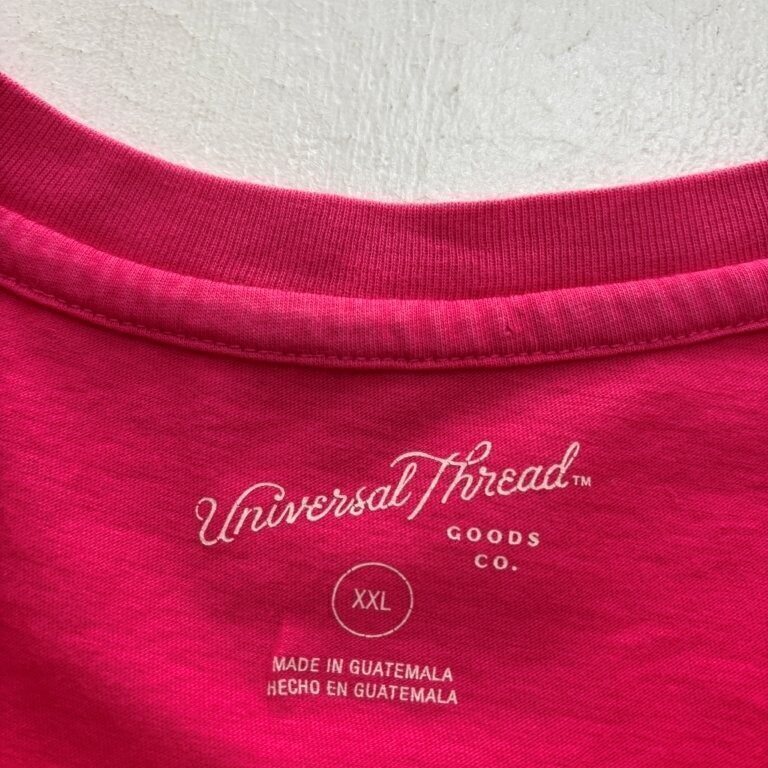 Universal Thread™
GOODS
CO.
XXL
MADE IN GUATEMALA
HECHO EN GUATEMALA